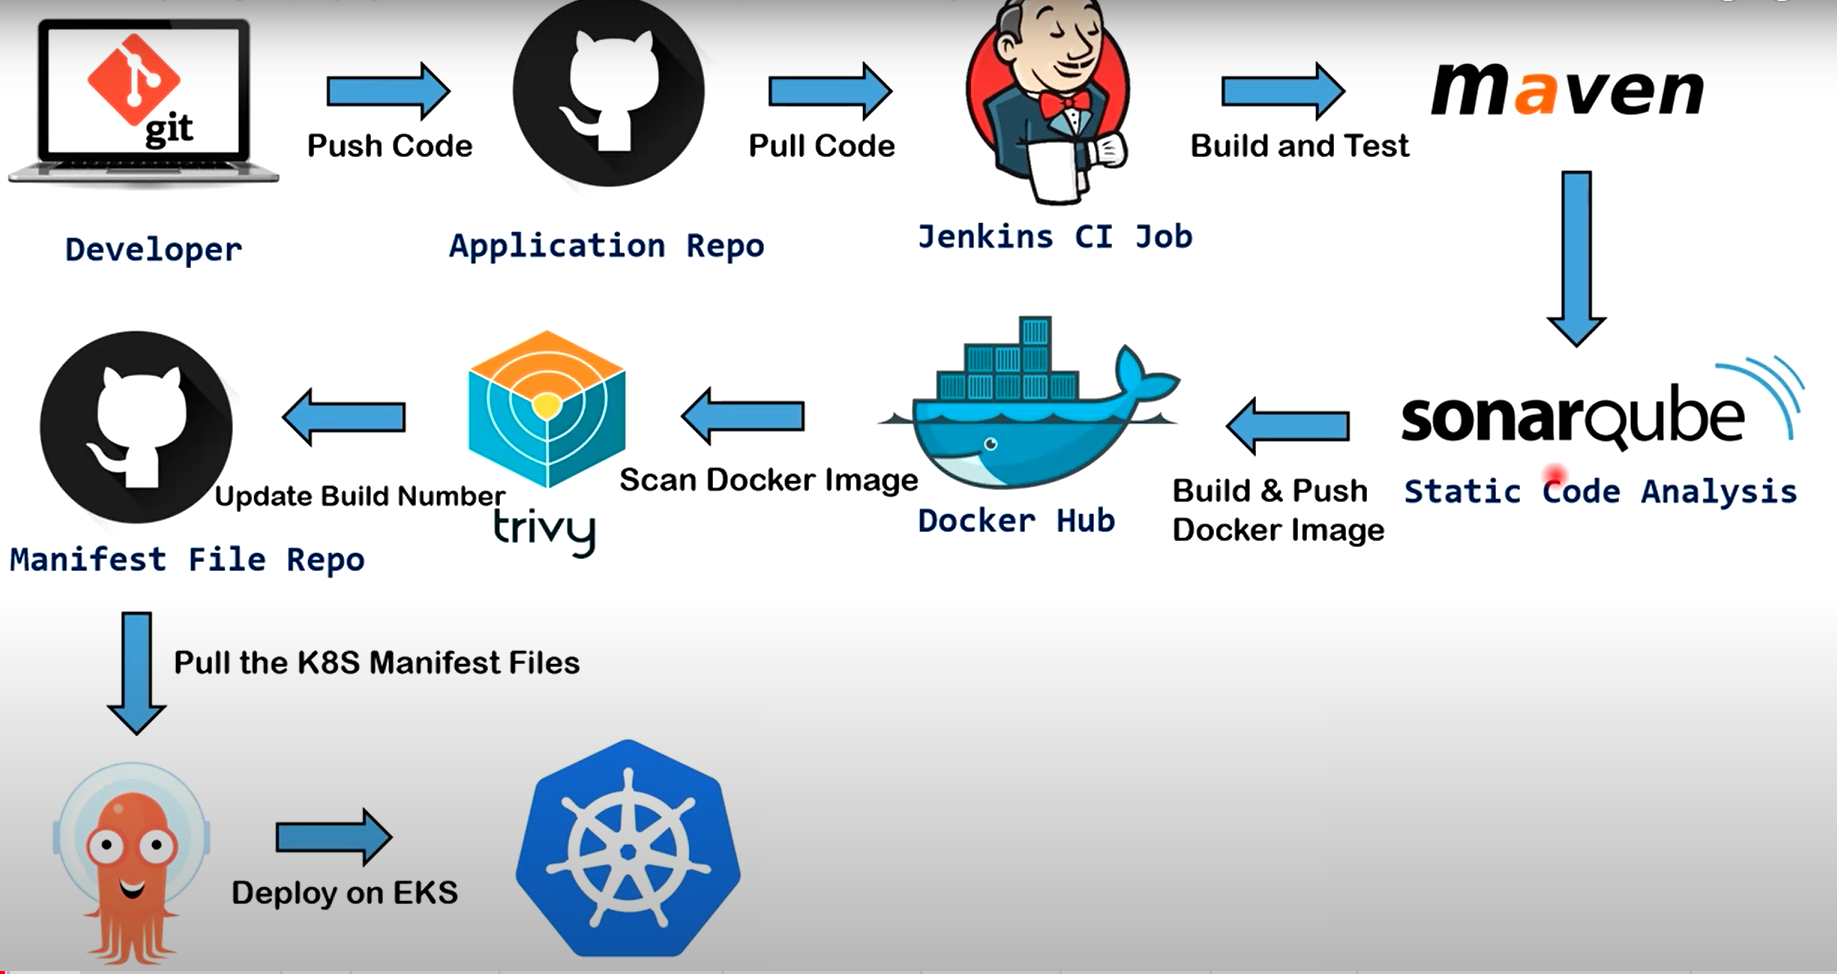 git
Push Code
Pull Code
Build and Test
maven
Developer
Application Repo
Jenkins CI Job
Update Build Number
trivy
Scan Docker Image
Docker Hub
Build & Push
Docker Image
sonarqube
Static Code Analysis
Manifest File Repo
Pull the K8S Manifest Files
Deploy on EKS